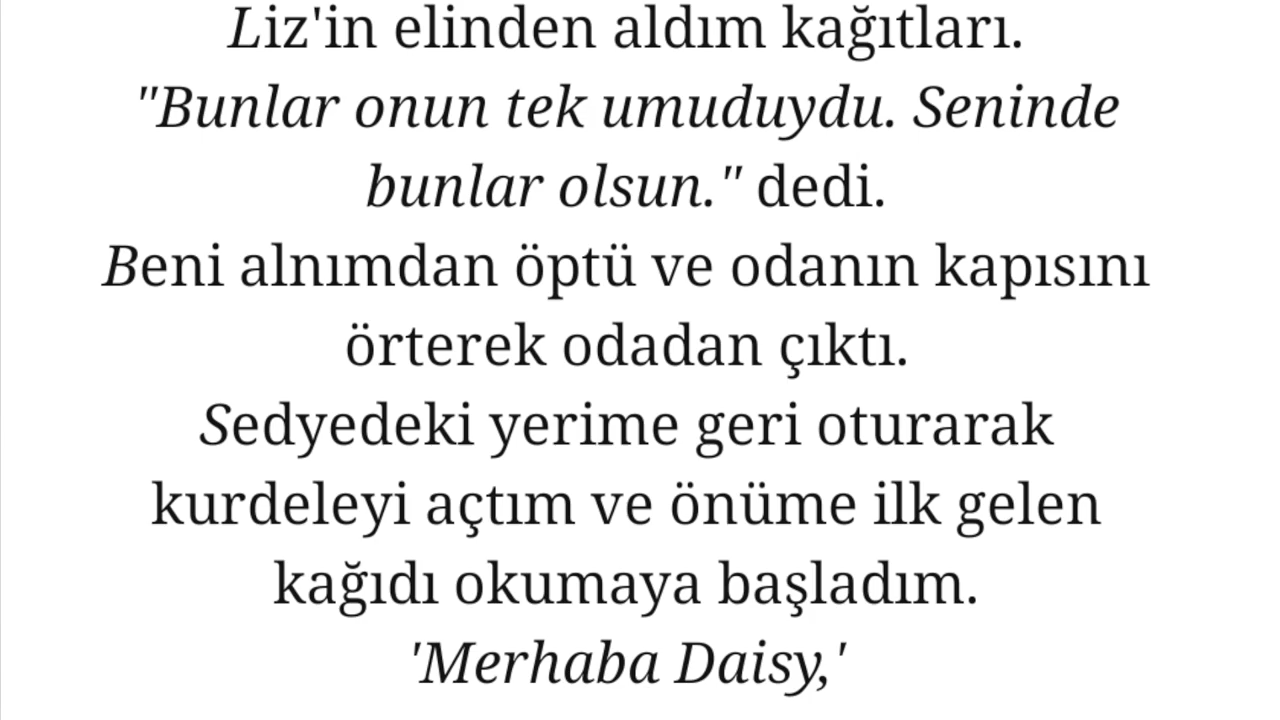 Liz'in elinden aldım kağıtları.
"Bunlar onun tek umuduydu. Seninde
bunlar olsun." dedi.
Beni alnımdan öptü ve odanın kapısını
örterek odadan çıktı.
Sedyedeki yerime geri oturarak
kurdeleyi açtım ve önüme ilk gelen
kağıdı okumaya başladım.
'Merhaba Daisy,'